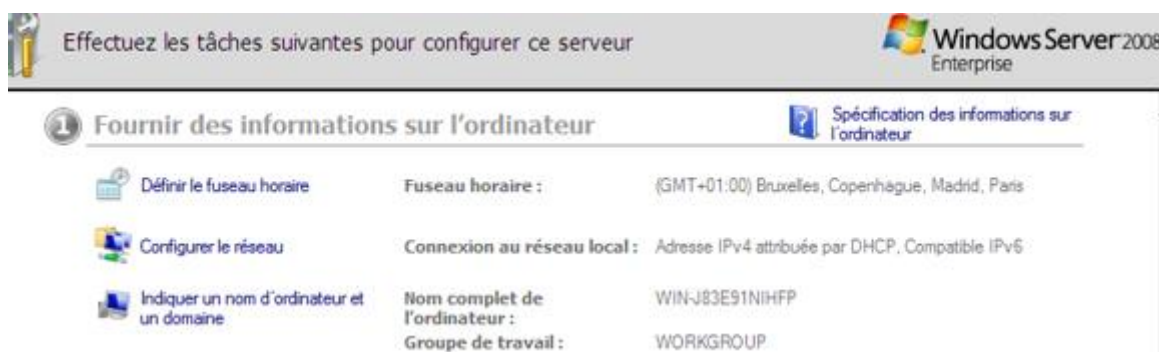 Effectuez les tâches suivantes pour configurer ce serveur
Windows Server 2008
Enterprise
1 Fournir des informations sur l'ordinateur
Spécification des informations sur
l'ordinateur
Définir le fuseau horaire
Fuseau horaire :
(GMT+01:00) Bruxelles, Copenhague, Madrid, Paris
Configurer le réseau
Connexion au réseau local :
Adresse IPv4 attribuée par DHCP, Compatible IPv6
Indiquer un nom d'ordinateur et
un domaine
Nom complet de
l'ordinateur :
WIN-J83E91NIHFP
Groupe de travail :
WORKGROUP